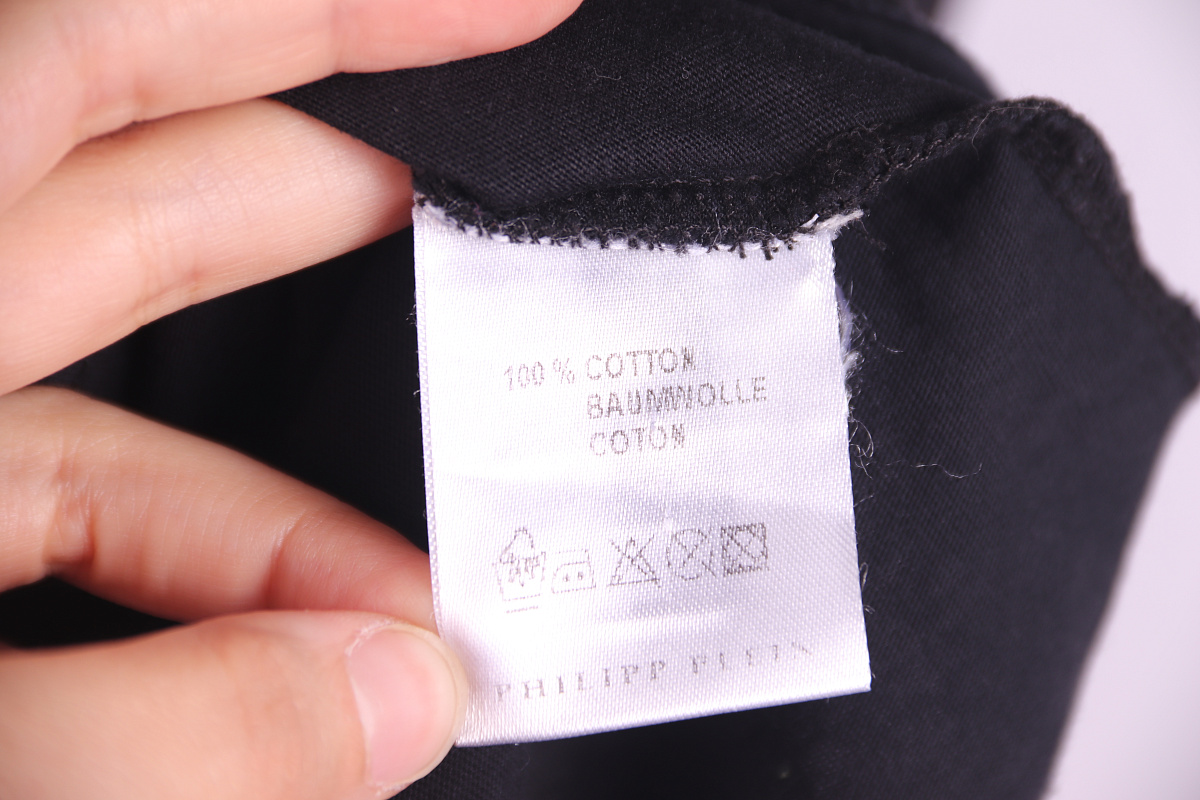 100 % COTTON
BAUMWOLLE
COTON
PHILIPP PLEIN